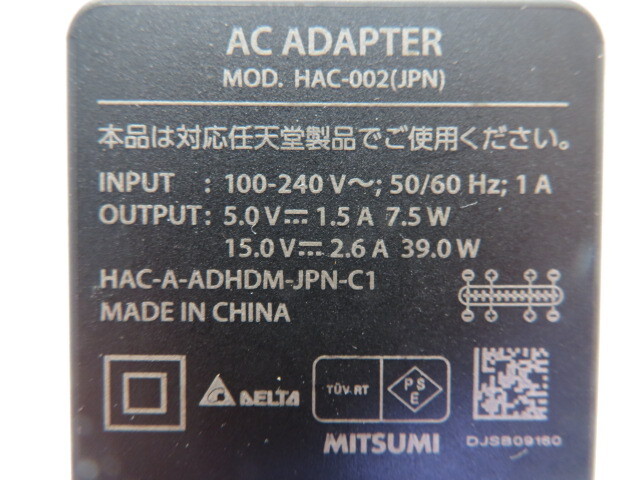 AC ADAPTER
MOD. HAC-002(JPN)
本品は対応任天堂製品でご使用ください。
INPUT : 100-240 V～; 50/60 Hz; 1 A
OUTPUT: 5.0 V⎓ 1.5 A 7.5 W
15.0 V⎓ 2.6 A 39.0 W
HAC-A-ADHDM-JPN-C1
MADE IN CHINA
DELTA
TÜV.RT
PS
E
MITSUMI
DJSB09160